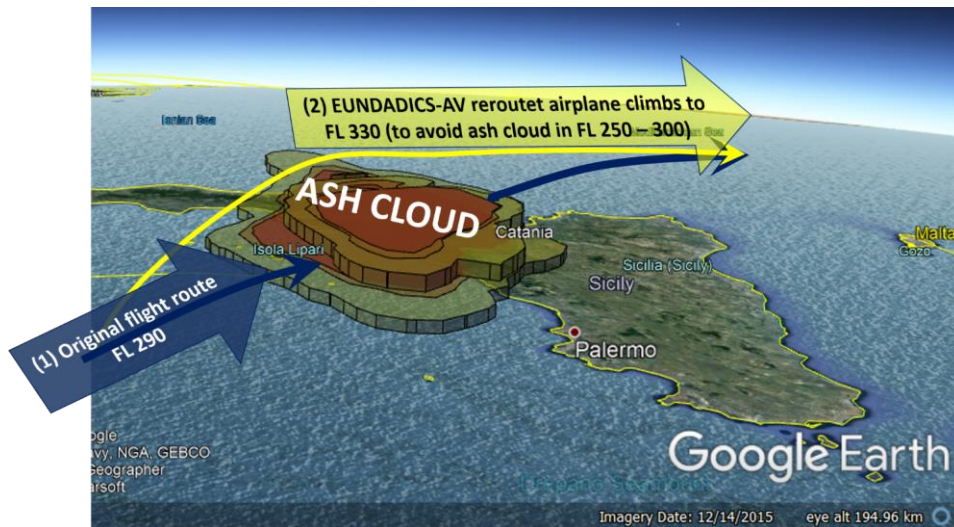 (2) EUNDADICS-AV reroutet airplane climbs to
FL 330 (to avoid ash cloud in FL 250 – 300)
Ionian Sea
Sea
ASH CLOUD
Catania
Isola Lipari
Malta
Gozo
Sicilia (Sicily)
Sicily
(1) Original flight route
FL 290
Palermo
ogle
avy, NGA, GEBCO
Geographer
arsoft
Google Earth
Imagery Date: 12/14/2015 eye alt 194.96 km